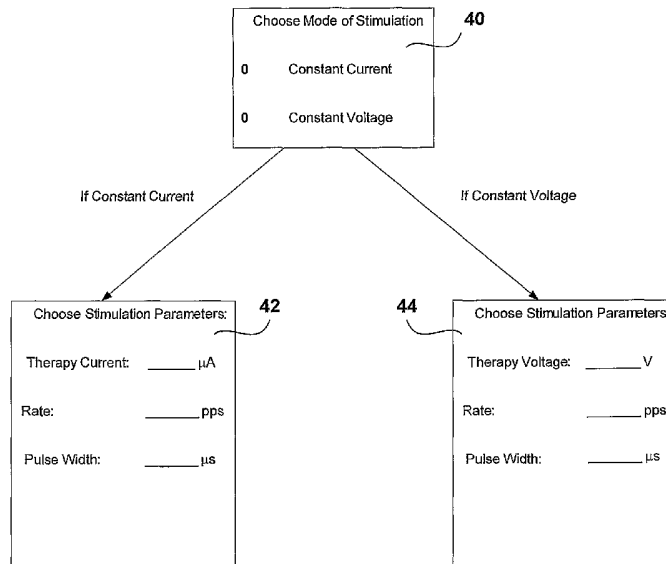 Choose Mode of Stimulation
40
0 Constant Current
0 Constant Voltage
If Constant Current
If Constant Voltage
Choose Stimulation Parameters:
42
Therapy Current: _____ μA
Rate: ______ pps
Pulse Width: ______ μs
44
Choose Stimulation Parameters
Therapy Voltage: ______ V
Rate: ______ pps
Pulse Width: ______ μs